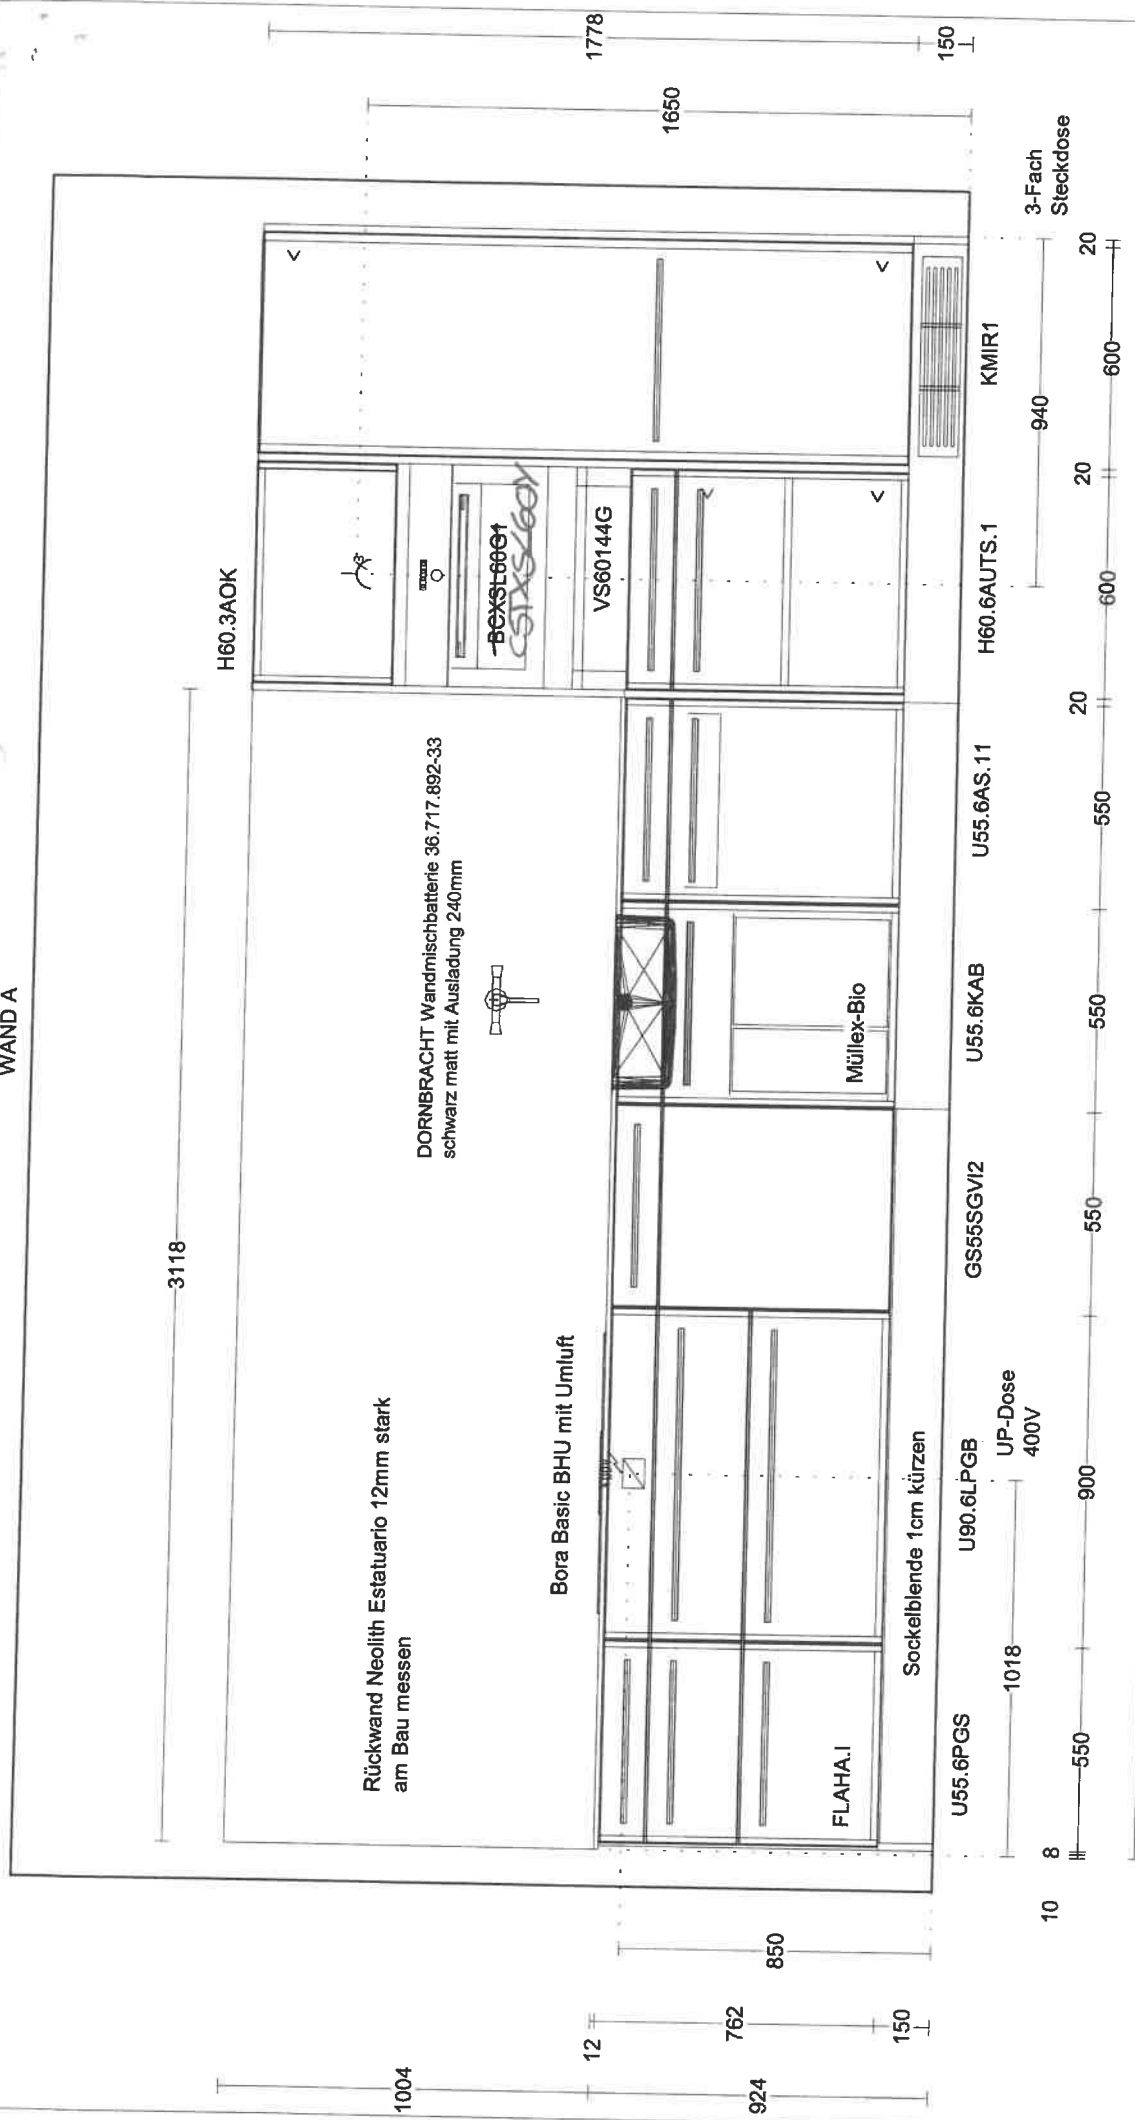 WAND A
1778
150
1650
3118
H60.3AOK
DORNBRACHT Wandmischbatterie 36.717.892-33
schwarz matt mit Ausladung 240mm
Rückwand Neolith Estatuario 12mm stark
am Bau messen
Bora Basic BHU mit Umluft
BCXSL60G1
CSTXSL60Y
VS60144G
Müllex-Bio
FLAHA.I
Sockelblende 1cm kürzen
U55.6PGS
U90.6LPGB
GS55SGVI2
U55.6KAB
U55.6AS.11
H60.6AUTS.1
KMIR1
UP-Dose
400V
3-Fach
Steckdose
1018
940
10
8
550
900
550
550
550
20
600
20
600
20
1004
924
12
762
150
850